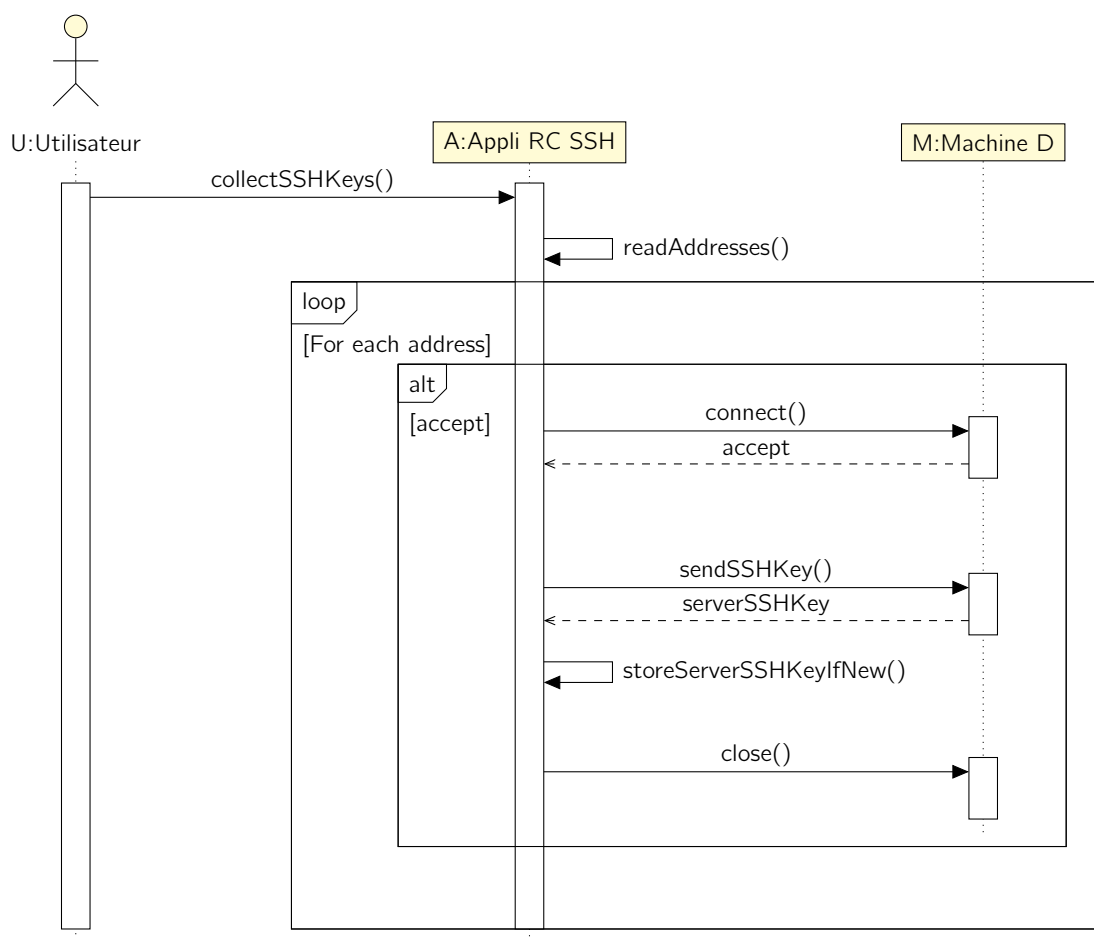 U:Utilisateur
A:Appli RC SSH
M:Machine D
collectSSHKeys()
readAddresses()
loop
[For each address]
alt
[accept]
connect()
accept
sendSSHKey()
serverSSHKey
storeServerSSHKeyIfNew()
close()